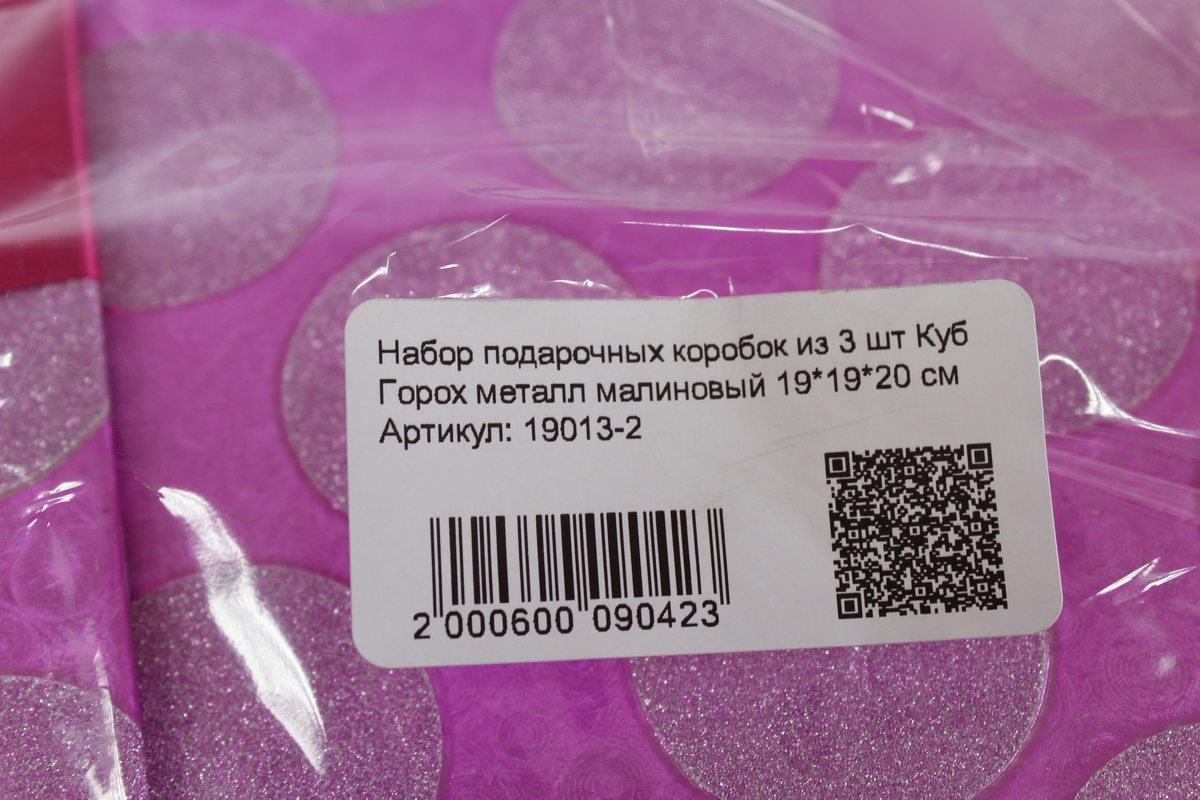 Набор подарочных коробок из 3 шт Куб
Горох металл малиновый 19*19*20 см
Артикул: 19013-2
2 000600 090423